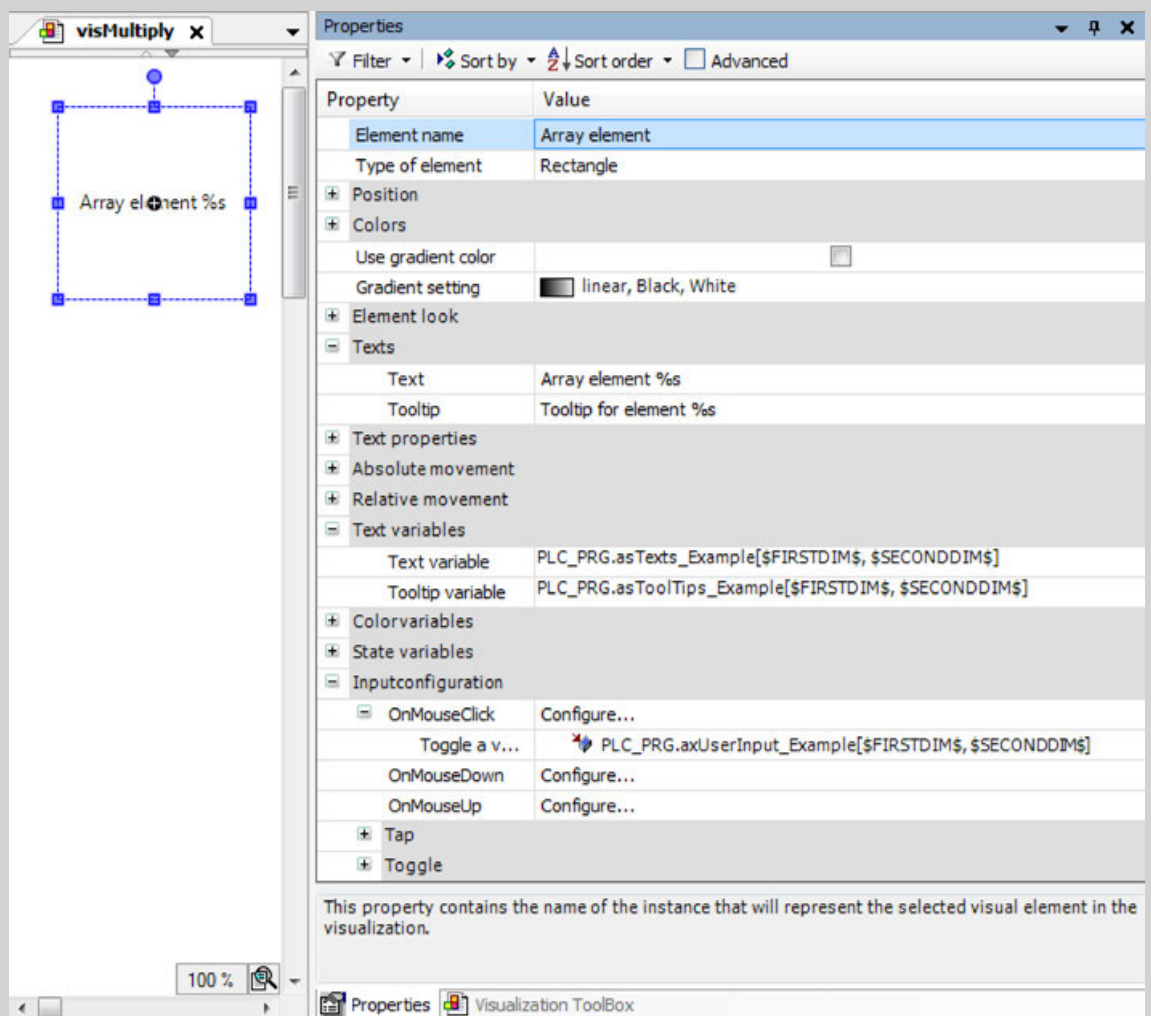 visMultiply
Array element %s
100 %
Properties
Filter Sort by Sort order Advanced
Property Value
Element name Array element
Type of element Rectangle
Position
Colors
Use gradient color
Gradient setting linear, Black, White
Element look
Texts
Text Array element %s
Tooltip Tooltip for element %s
Text properties
Absolute movement
Relative movement
Text variables
Text variable PLC_PRG.asTexts_Example[$FIRSTDIM$, $SECONDDIM$]
Tooltip variable PLC_PRG.asToolTips_Example[$FIRSTDIM$, $SECONDDIM$]
Colorvariables
State variables
Inputconfiguration
OnMouseClick Configure...
Toggle a v... PLC_PRG.axUserInput_Example[$FIRSTDIM$, $SECONDDIM$]
OnMouseDown Configure...
OnMouseUp Configure...
Tap
Toggle
This property contains the name of the instance that will represent the selected visual element in the
visualization.
Properties Visualization ToolBox